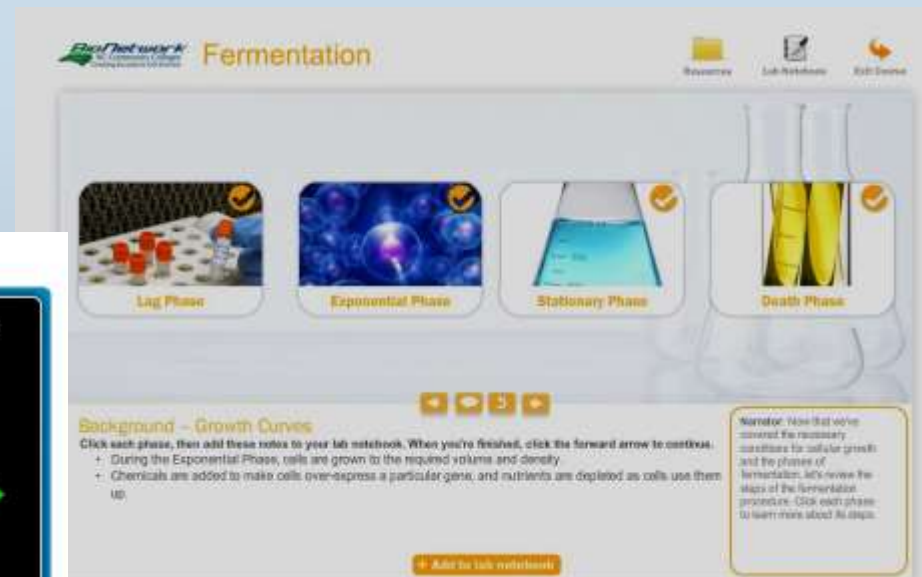 BioNetwork
Fermentation
Resources
Lab Notebook
Exit Course
Lag Phase
Exponential Phase
Stationary Phase
Death Phase
Background – Growth Curves
Click each phase, then add these notes to your lab notebook. When you're finished, click the forward arrow to continue.
• During the Exponential Phase, cells are grown to the required volume and density.
• Chemicals are added to make cells over-express a particular gene, and nutrients are depleted as cells use them
up.
+ Add to lab notebook
Narrator: Now that we've
covered the necessary
conditions for cellular growth
and the phases of
fermentation, let's review the
steps of the fermentation
procedure. Click each phase
to learn more about its steps.